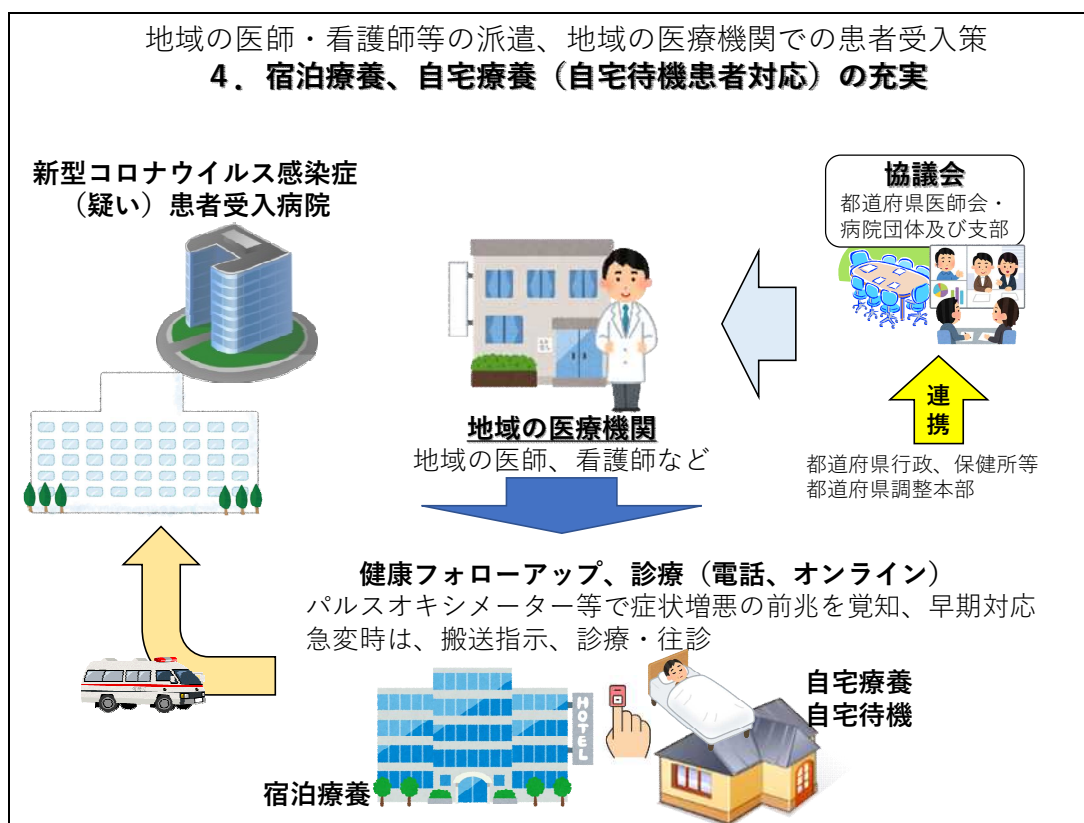 地域の医師・看護師等の派遣、地域の医療機関での患者受入策
４．宿泊療養、自宅療養（自宅待機患者対応）の充実
新型コロナウイルス感染症
（疑い）患者受入病院
協議会
都道府県医師会・
病院団体及び支部
連
携
都道府県行政、保健所等
都道府県調整本部
地域の医療機関
地域の医師、看護師など
健康フォローアップ、診療（電話、オンライン）
パルスオキシメーター等で症状増悪の前兆を覚知、早期対応
急変時は、搬送指示、診療・往診
HOTEL
自宅療養
自宅待機
宿泊療養